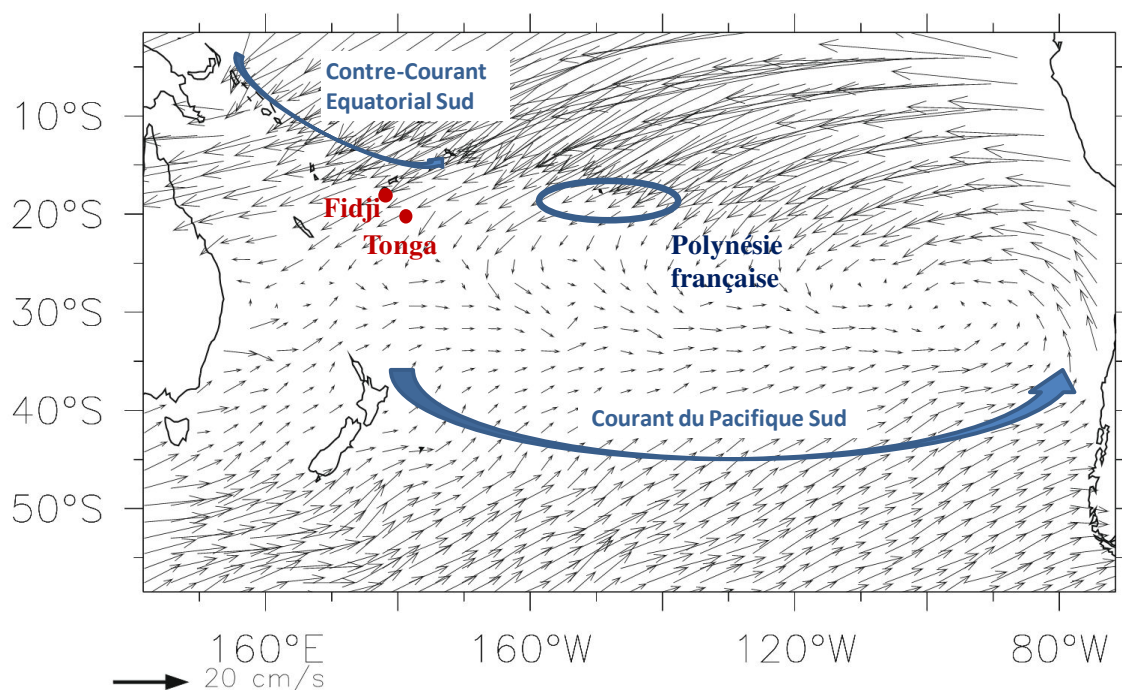 Contre-Courant
Equatorial Sud
10°S
20°S
Fidji
Tonga
Polynésie
française
30°S
40°S
Courant du Pacifique Sud
50°S
160°E
160°W
120°W
80°W
20 cm/s